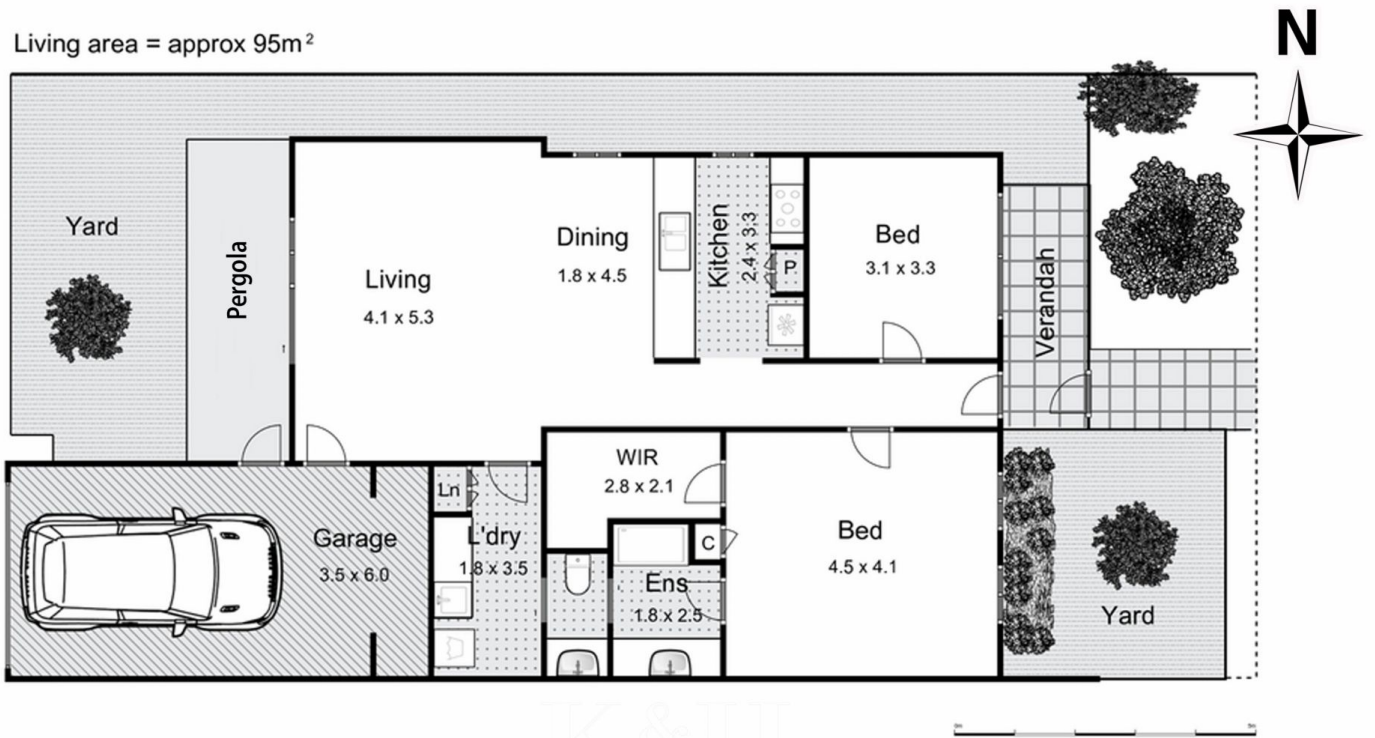 Living area = approx 95m²
N
Yard
Pergola
Living
4.1 x 5.3
Dining
1.8 x 4.5
Kitchen
2.4 x 3.3
P
Bed
3.1 x 3.3
Verandah
WIR
2.8 x 2.1
Ln
L'dry
1.8 x 3.5
Garage
3.5 x 6.0
C
Ens
1.8 x 2.5
Bed
4.5 x 4.1
Yard
0m
5m